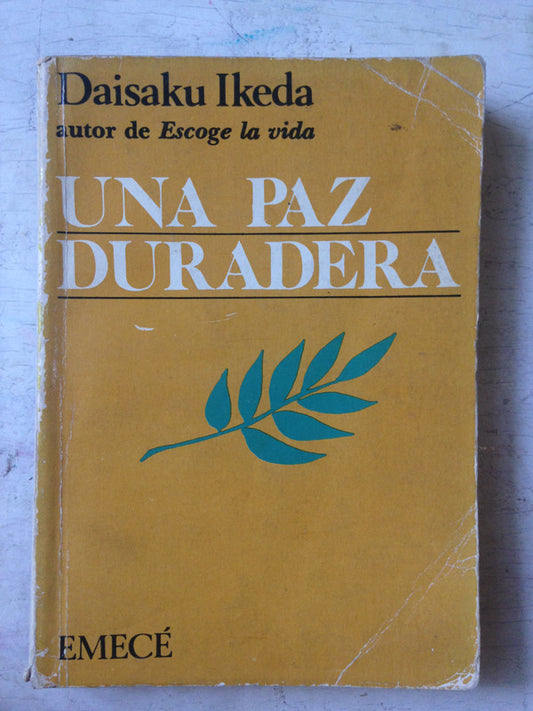 Daisaku Ikeda
autor de Escoge la vida
UNA PAZ
DURADERA
EMECÉ